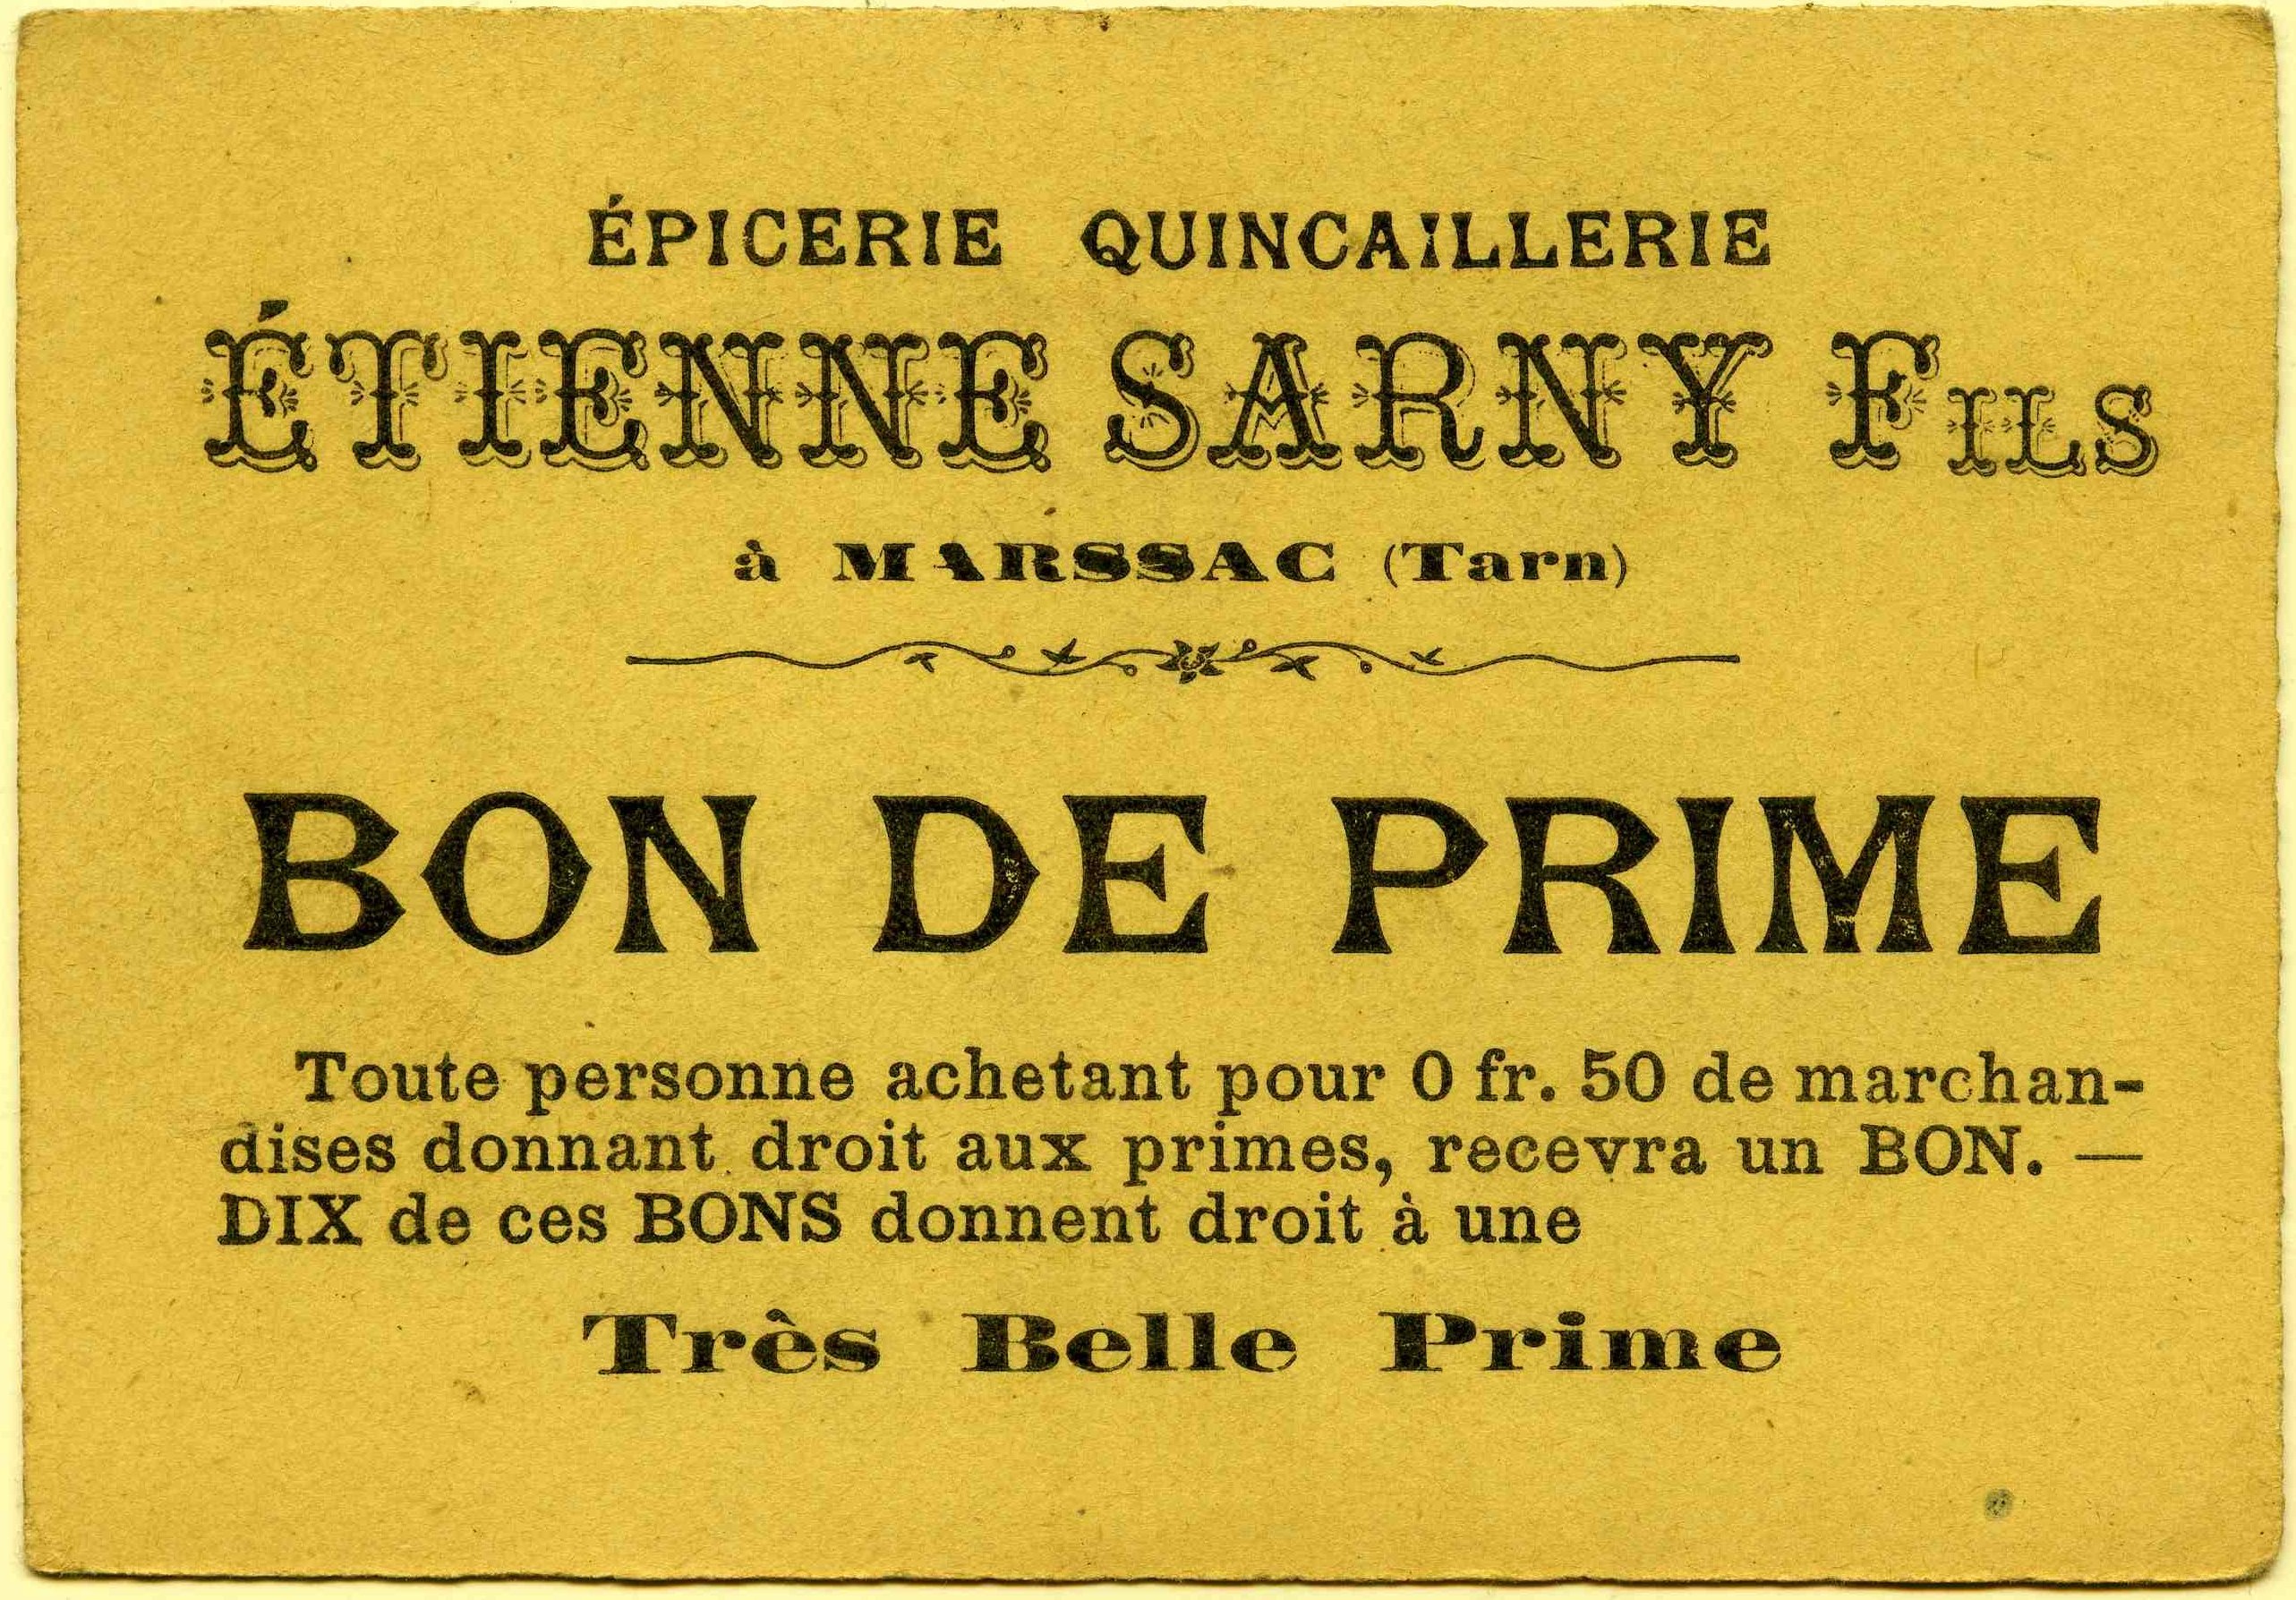 ÉPICERIE QUINCAILLERIE
ÉTIENNE SARNY FILS
à MARSSAC (Tarn)
BON DE PRIME
Toute personne achetant pour 0 fr. 50 de marchan-
dises donnant droit aux primes, recevra un BON. —
DIX de ces BONS donnent droit à une
Très Belle Prime